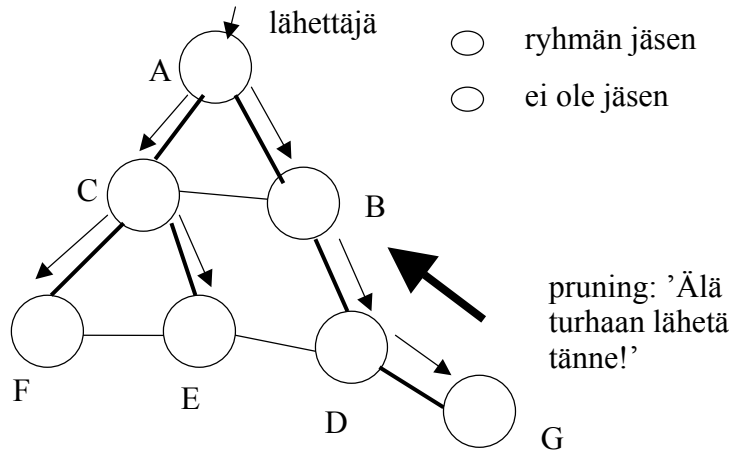 lähettäjä
ryhmän jäsen
ei ole jäsen
A
C
B
pruning: ’Älä
turhaan lähetä
tänne!’
F
E
D
G